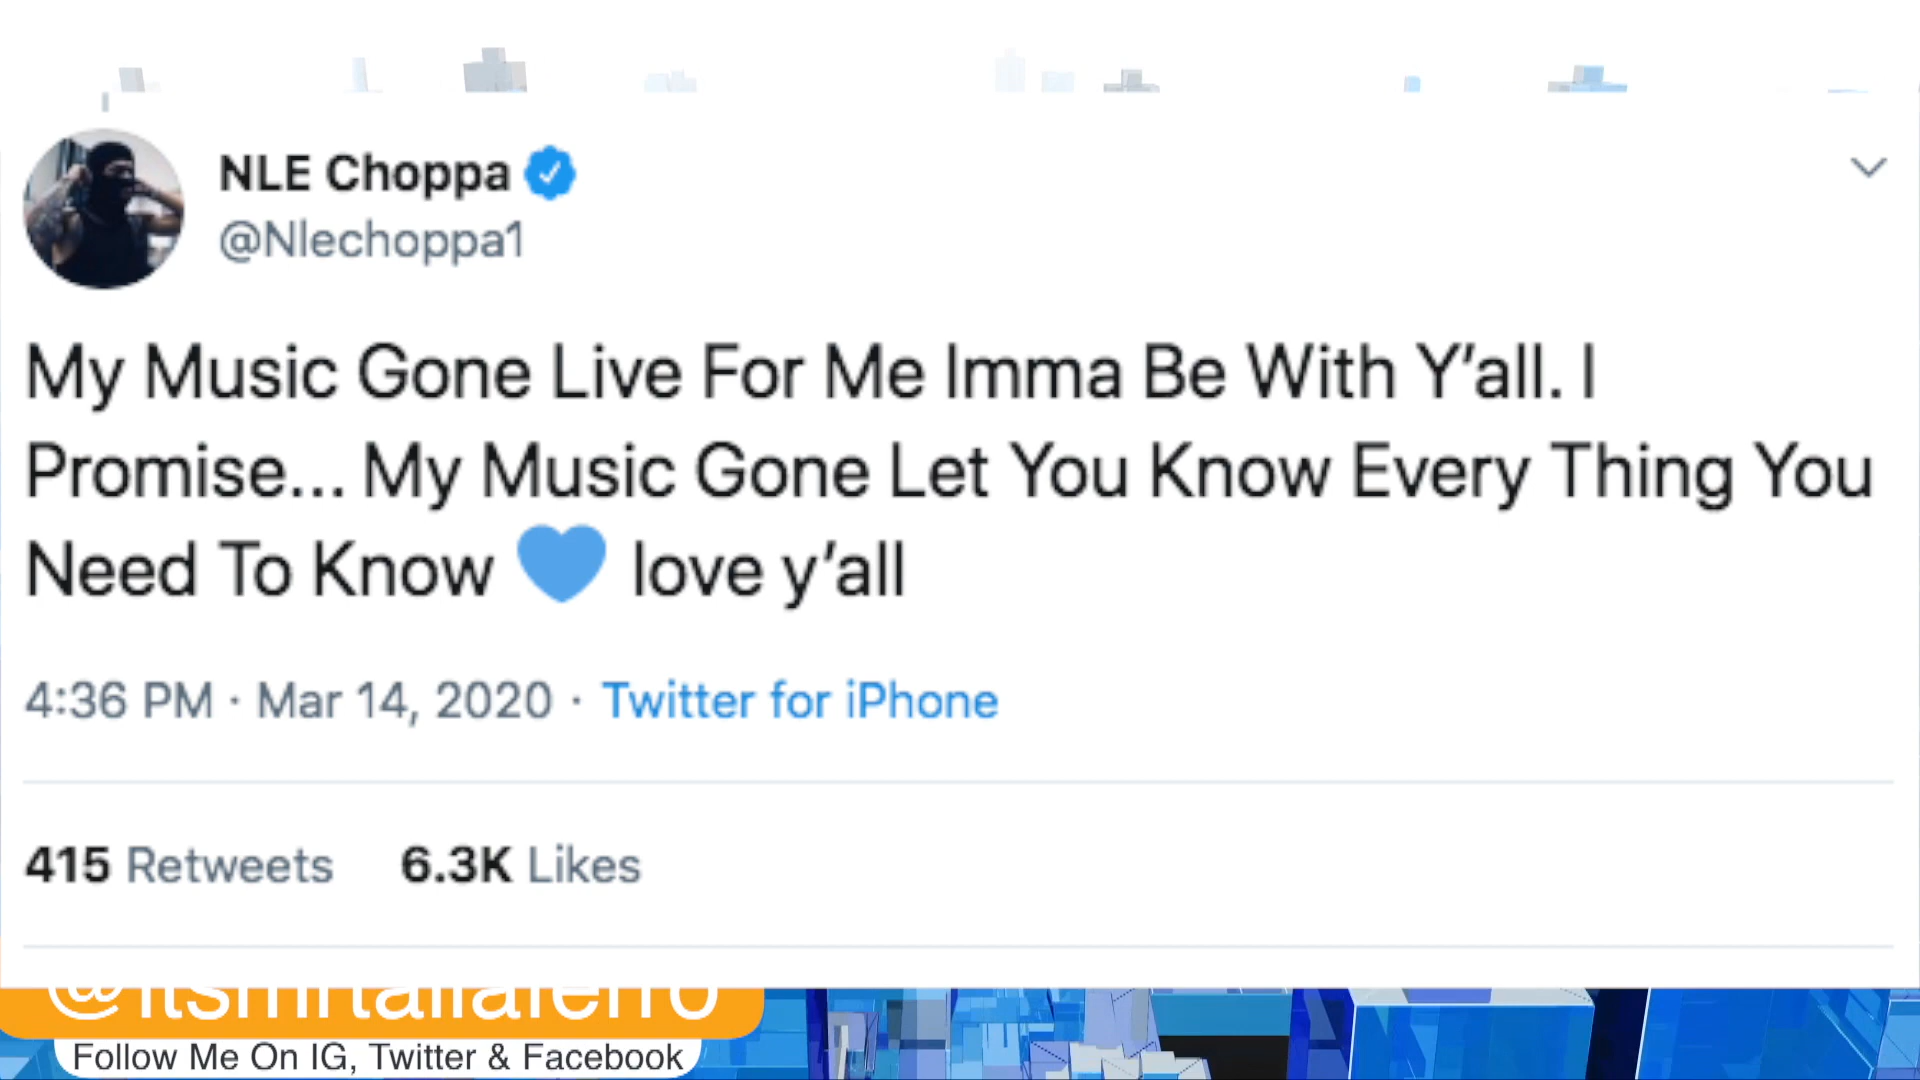 NLE Choppa
@Nlechoppa1
My Music Gone Live For Me Imma Be With Y'all. I
Promise... My Music Gone Let You Know Every Thing You
Need To Know 💙 love y'all
4:36 PM · Mar 14, 2020 · Twitter for iPhone
415 Retweets 6.3K Likes
Follow Me On IG, Twitter & Facebook